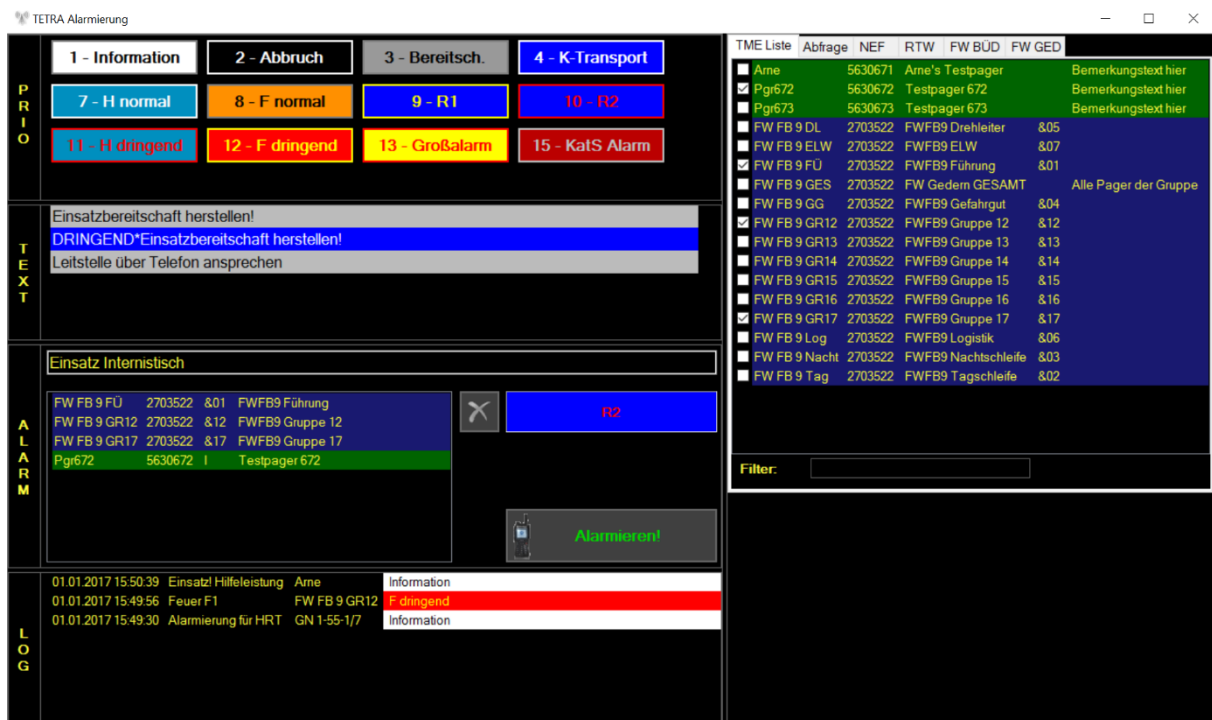 TETRA Alarmierung
PRIO
1 - Information
2 - Abbruch
3 - Bereitsch.
4 - K-Transport
7 - H normal
8 - F normal
9 - R1
10 - R2
11 - H dringend
12 - F dringend
13 - Großalarm
15 - KatS Alarm
TEXT
Einsatzbereitschaft herstellen!
DRINGEND*Einsatzbereitschaft herstellen!
Leitstelle über Telefon ansprechen
ALARM
Einsatz Internistisch
FW FB 9 FÜ 2703522 &01 FWFB9 Führung
FW FB 9 GR12 2703522 &12 FWFB9 Gruppe 12
FW FB 9 GR17 2703522 &17 FWFB9 Gruppe 17
Pgr672 5630672 I Testpager 672
R2
Alarmieren!
LOG
01.01.2017 15:50:39 Einsatz! Hilfeleistung Arne Information
01.01.2017 15:49:56 Feuer F1 FW FB 9 GR12 F dringend
01.01.2017 15:49:30 Alarmierung für HRT GN 1-55-1/7 Information
TME Liste Abfrage NEF RTW FW BÜD FW GED
Arne 5630671 Arne's Testpager Bemerkungstext hier
Pgr672 5630672 Testpager 672 Bemerkungstext hier
Pgr673 5630673 Testpager 673 Bemerkungstext hier
FW FB 9 DL 2703522 FWFB9 Drehleiter &05
FW FB 9 ELW 2703522 FWFB9 ELW &07
FW FB 9 FÜ 2703522 FWFB9 Führung &01
FW FB 9 GES 2703522 FW Gedern GESAMT Alle Pager der Gruppe
FW FB 9 GG 2703522 FWFB9 Gefahrgut &04
FW FB 9 GR12 2703522 FWFB9 Gruppe 12 &12
FW FB 9 GR13 2703522 FWFB9 Gruppe 13 &13
FW FB 9 GR14 2703522 FWFB9 Gruppe 14 &14
FW FB 9 GR15 2703522 FWFB9 Gruppe 15 &15
FW FB 9 GR16 2703522 FWFB9 Gruppe 16 &16
FW FB 9 GR17 2703522 FWFB9 Gruppe 17 &17
FW FB 9 Log 2703522 FWFB9 Logistik &06
FW FB 9 Nacht 2703522 FWFB9 Nachtschleife &03
FW FB 9 Tag 2703522 FWFB9 Tagschleife &02
Filter: